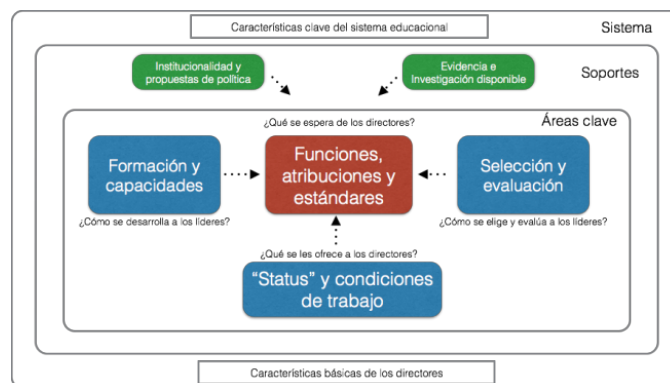 Características clave del sistema educacional
Sistema
Institucionalidad y
propuestas de política
Evidencia e
Investigación disponible
Soportes
¿Qué se espera de los directores?
Áreas clave
Formación y
capacidades
Funciones,
atribuciones y
estándares
Selección y
evaluación
¿Cómo se desarrolla a los líderes?
¿Cómo se elige y evalúa a los líderes?
¿Qué se les ofrece a los directores?
“Status” y condiciones
de trabajo
Características básicas de los directores